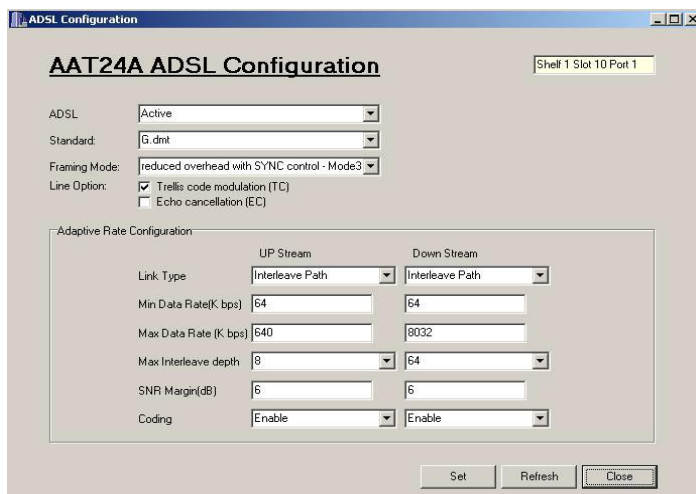 ADSL Configuration
AAT24A ADSL Configuration
Shelf 1 Slot 10 Port 1
ADSL Active
Standard: G.dmt
Framing Mode: reduced overhead with SYNC control - Mode3
Line Option: Trellis code modulation (TC)
Echo cancellation (EC)
Adaptive Rate Configuration
UP Stream Down Stream
Link Type Interleave Path Interleave Path
Min Data Rate(K bps) 64 64
Max Data Rate (K bps) 640 8032
Max Interleave depth 8 64
SNR Margin(dB) 6 6
Coding Enable Enable
Set Refresh Close